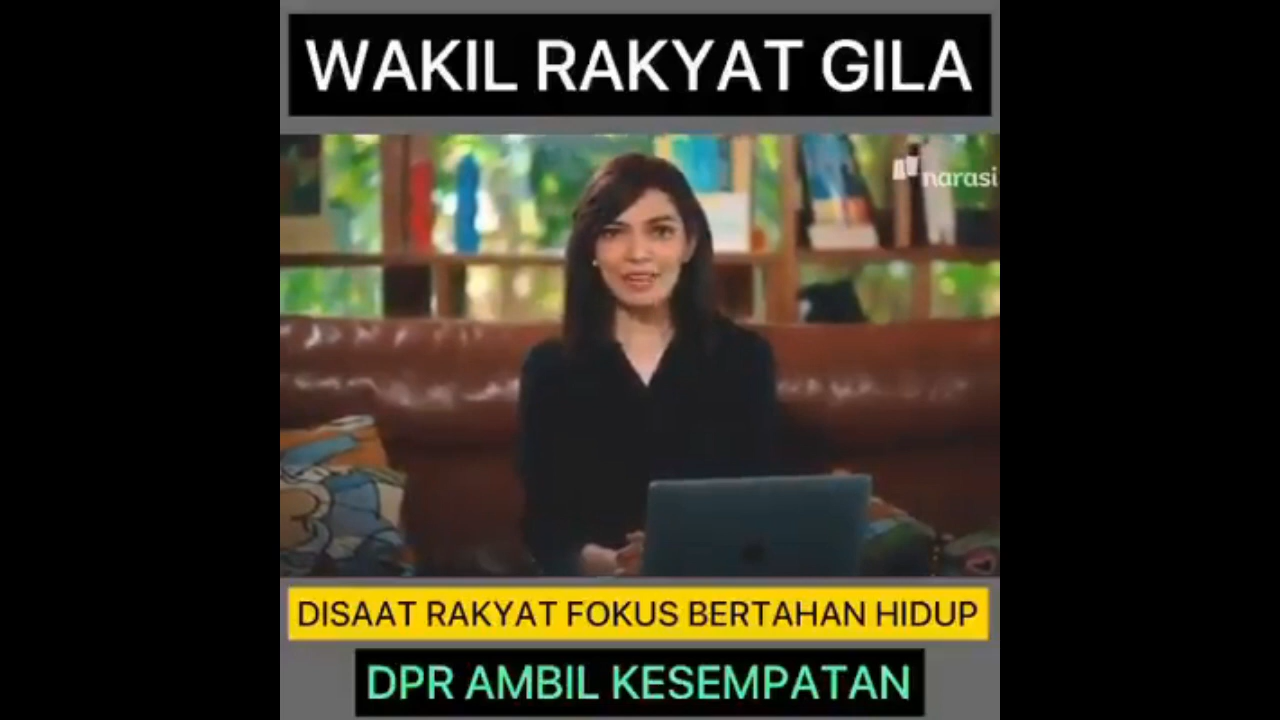 WAKIL RAKYAT GILA
narasi
DISAAT RAKYAT FOKUS BERTAHAN HIDUP
DPR AMBIL KESEMPATAN